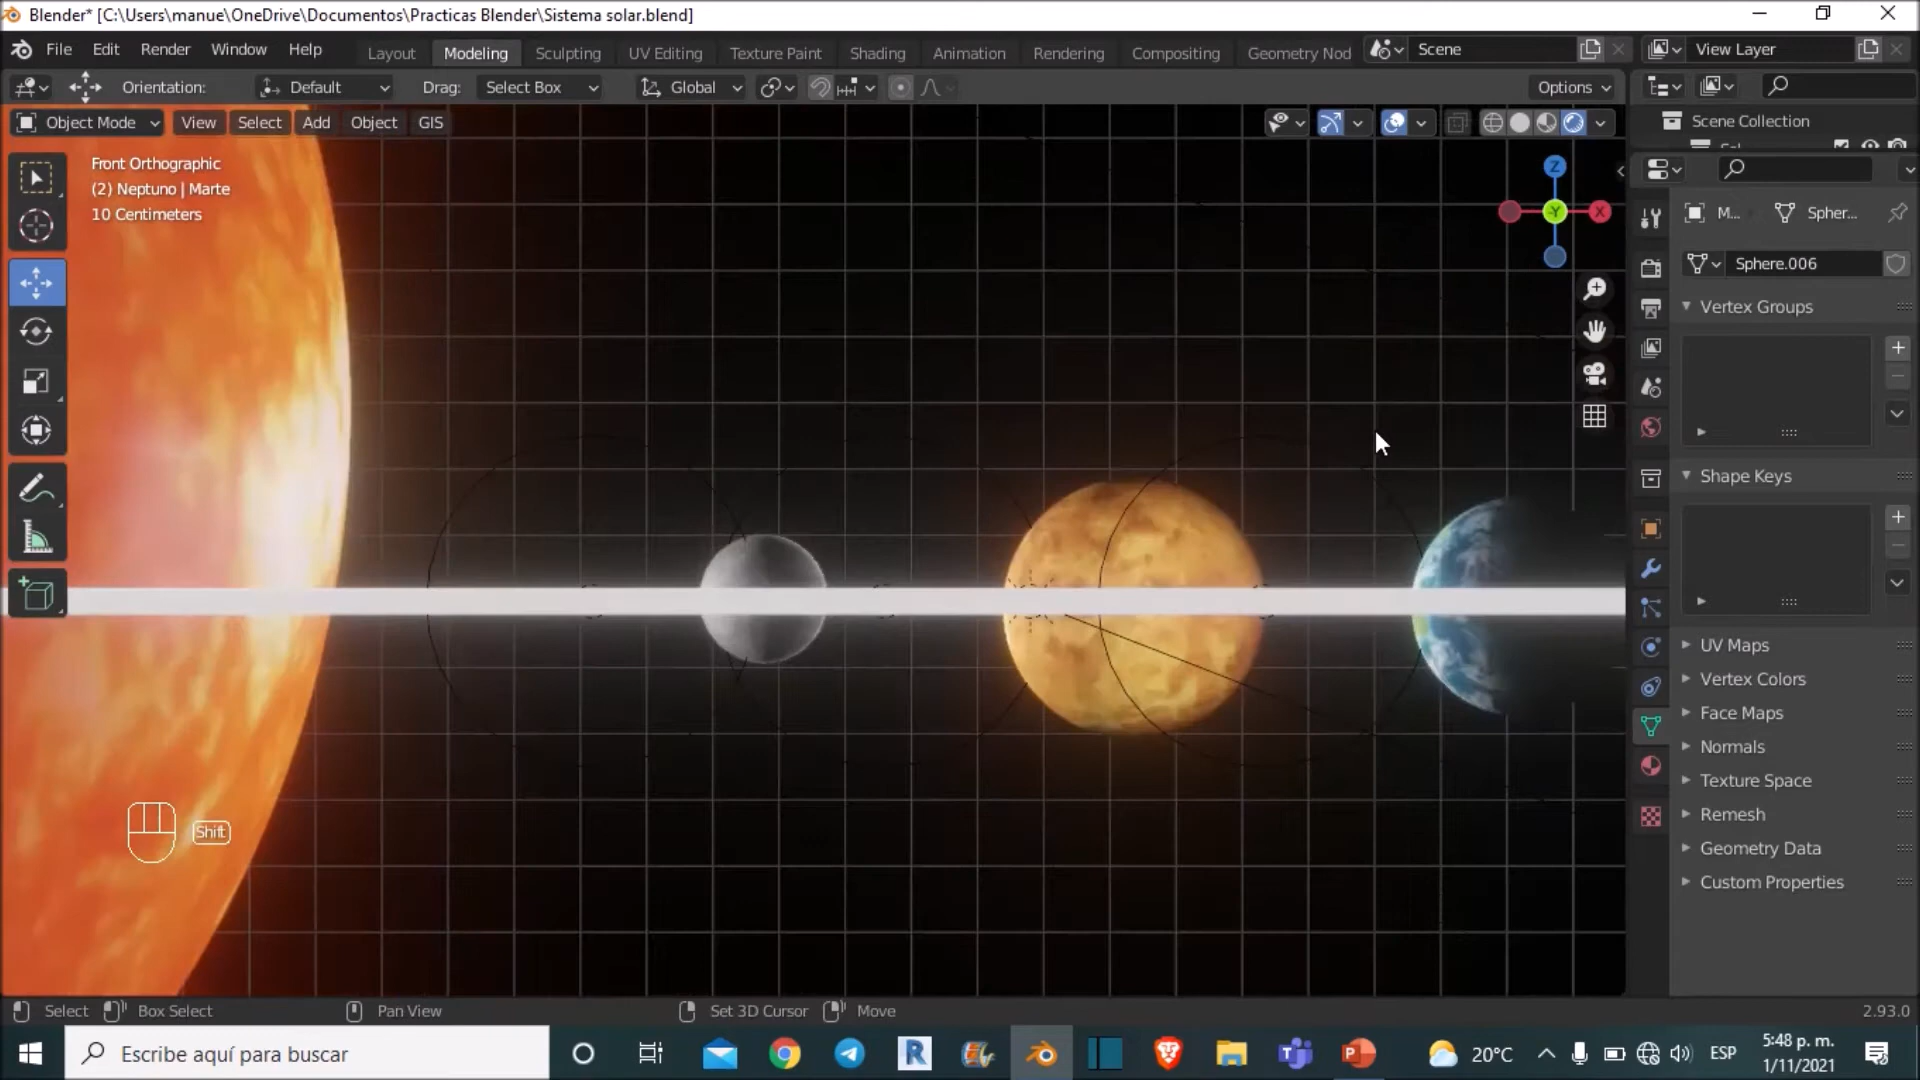 Blender* [C:\Users\manue\OneDrive\Documentos\Practicas Blender\Sistema solar.blend]
File Edit Render Window Help Layout Modeling Sculpting UV Editing Texture Paint Shading Animation Rendering Compositing Geometry Nod Scene View Layer
Orientation: Default Drag: Select Box Global Options
Object Mode View Select Add Object GIS
Scene Collection
Front Orthographic
(2) Neptuno | Marte
10 Centimeters
Z
-Y
X
M... Spher...
Sphere.006
Vertex Groups
Shape Keys
UV Maps
Vertex Colors
Face Maps
Normals
Texture Space
Remesh
Geometry Data
Custom Properties
Shift
Select Box Select Pan View Set 3D Cursor Move 2.93.0
Escribe aquí para buscar
20°C
ESP
5:48 p. m.
1/11/2021